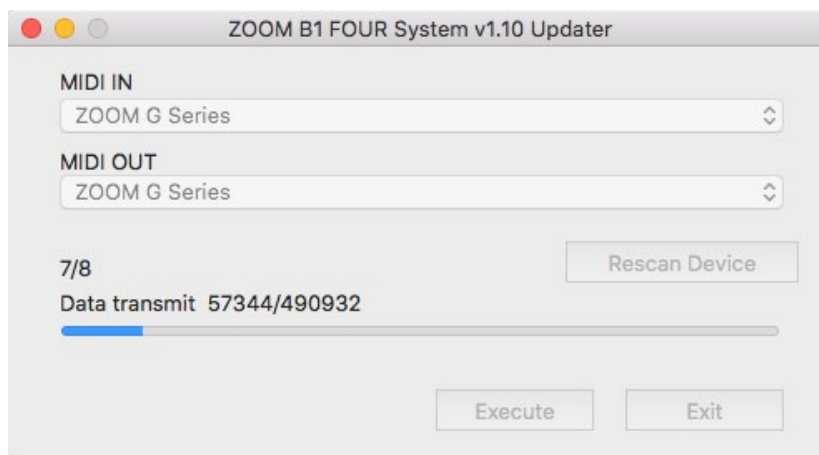 ZOOM B1 FOUR System v1.10 Updater
MIDI IN
ZOOM G Series
MIDI OUT
ZOOM G Series
Rescan Device
7/8
Data transmit 57344/490932
Execute Exit